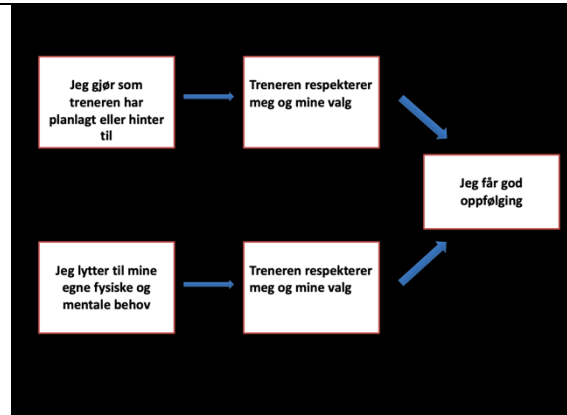 Jeg gjør som
treneren har
planlagt eller hinter
til
Treneren respekterer
meg og mine valg
Jeg får god
oppfølging
Jeg lytter til mine
egne fysiske og
mentale behov
Treneren respekterer
meg og mine valg